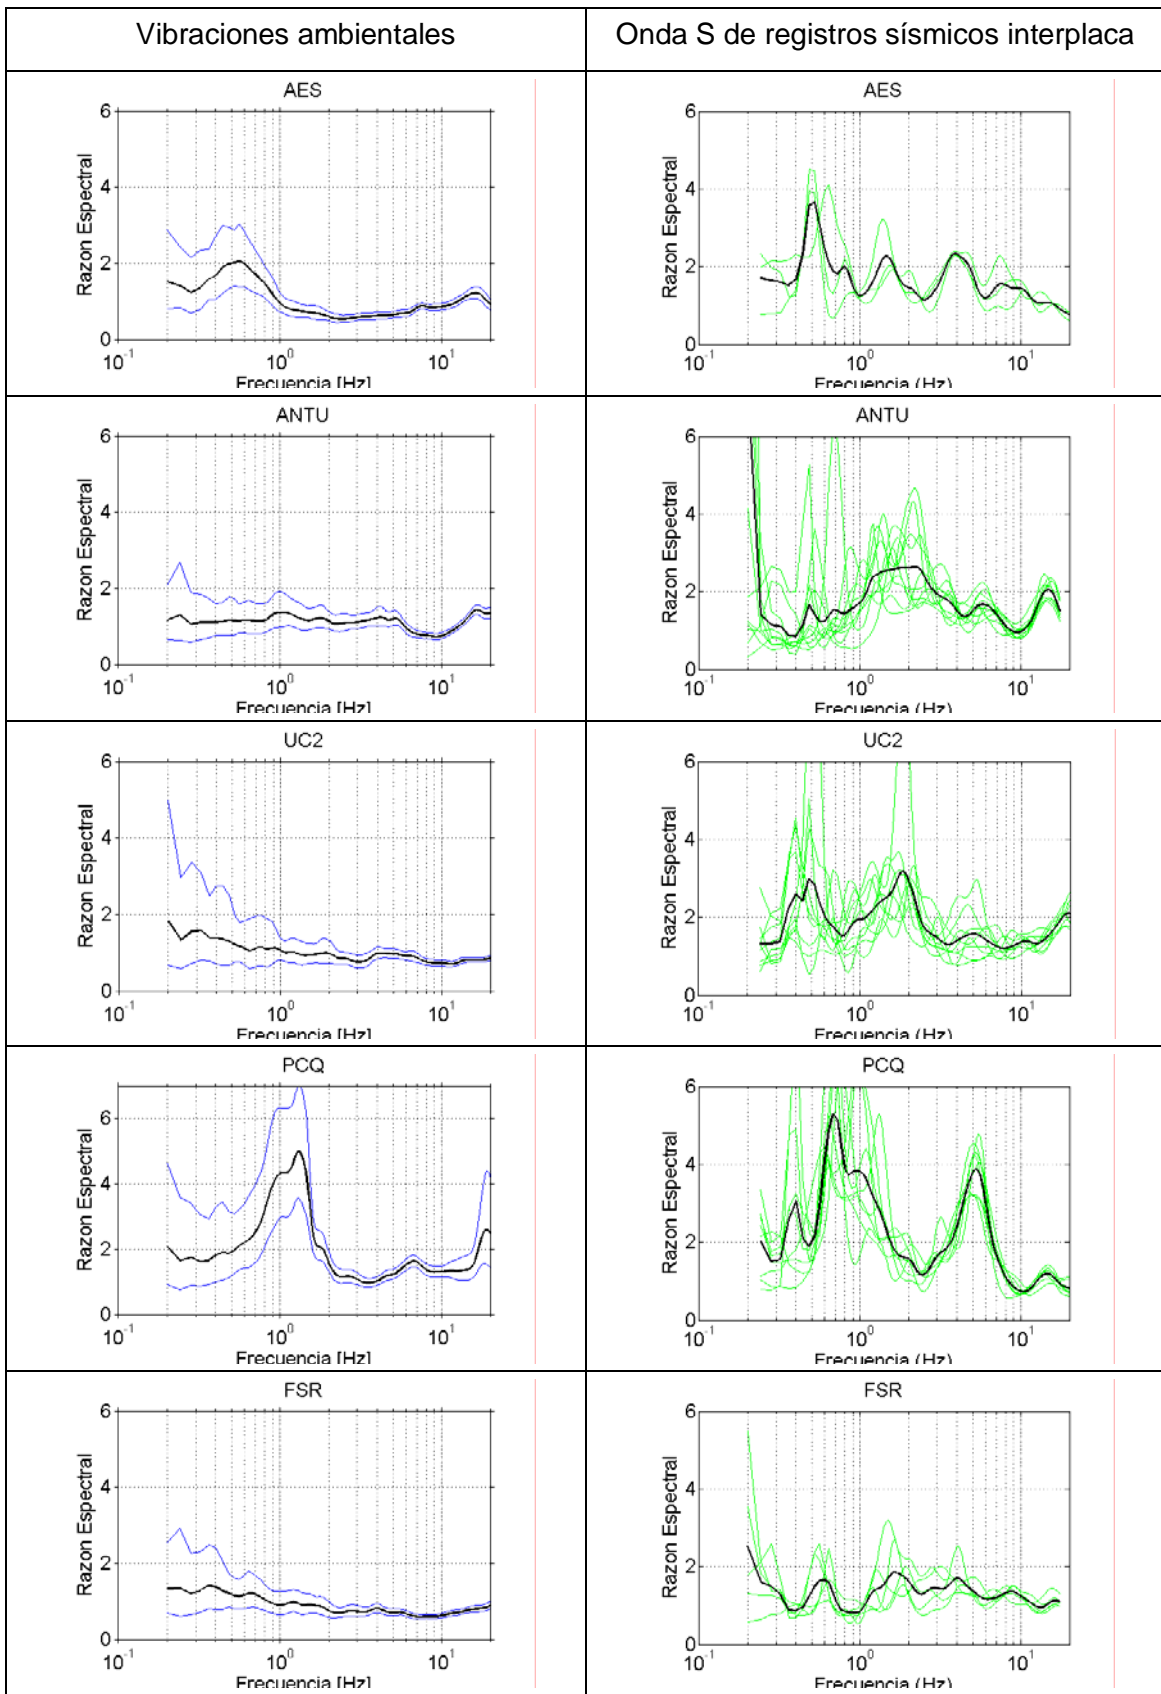 Vibraciones ambientales
Onda S de registros sísmicos interplaca
AES
Razon Espectral
6
4
2
0
10-1
100
101
Frecuencia [Hz]
AES
Razon Espectral
6
4
2
0
10-1
100
101
Frecuencia (Hz)
ANTU
Razon Espectral
6
4
2
0
10-1
100
101
Frecuencia [Hz]
ANTU
Razon Espectral
6
4
2
0
10-1
100
101
Frecuencia (Hz)
UC2
Razon Espectral
6
4
2
0
10-1
100
101
Frecuencia [Hz]
UC2
Razon Espectral
6
4
2
0
10-1
100
101
Frecuencia (Hz)
PCQ
Razon Espectral
6
4
2
0
10-1
100
101
Frecuencia [Hz]
PCQ
Razon Espectral
6
4
2
0
10-1
100
101
Frecuencia (Hz)
FSR
Razon Espectral
6
4
2
0
10-1
100
101
Frecuencia [Hz]
FSR
Razon Espectral
6
4
2
0
10-1
100
101
Frecuencia (Hz)